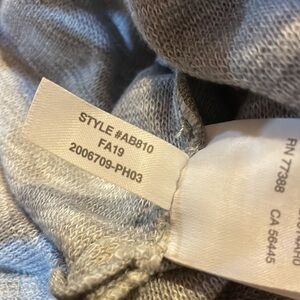 STYLE #AB810
FA19
2006709-PH03
RN 77388
CA 56445